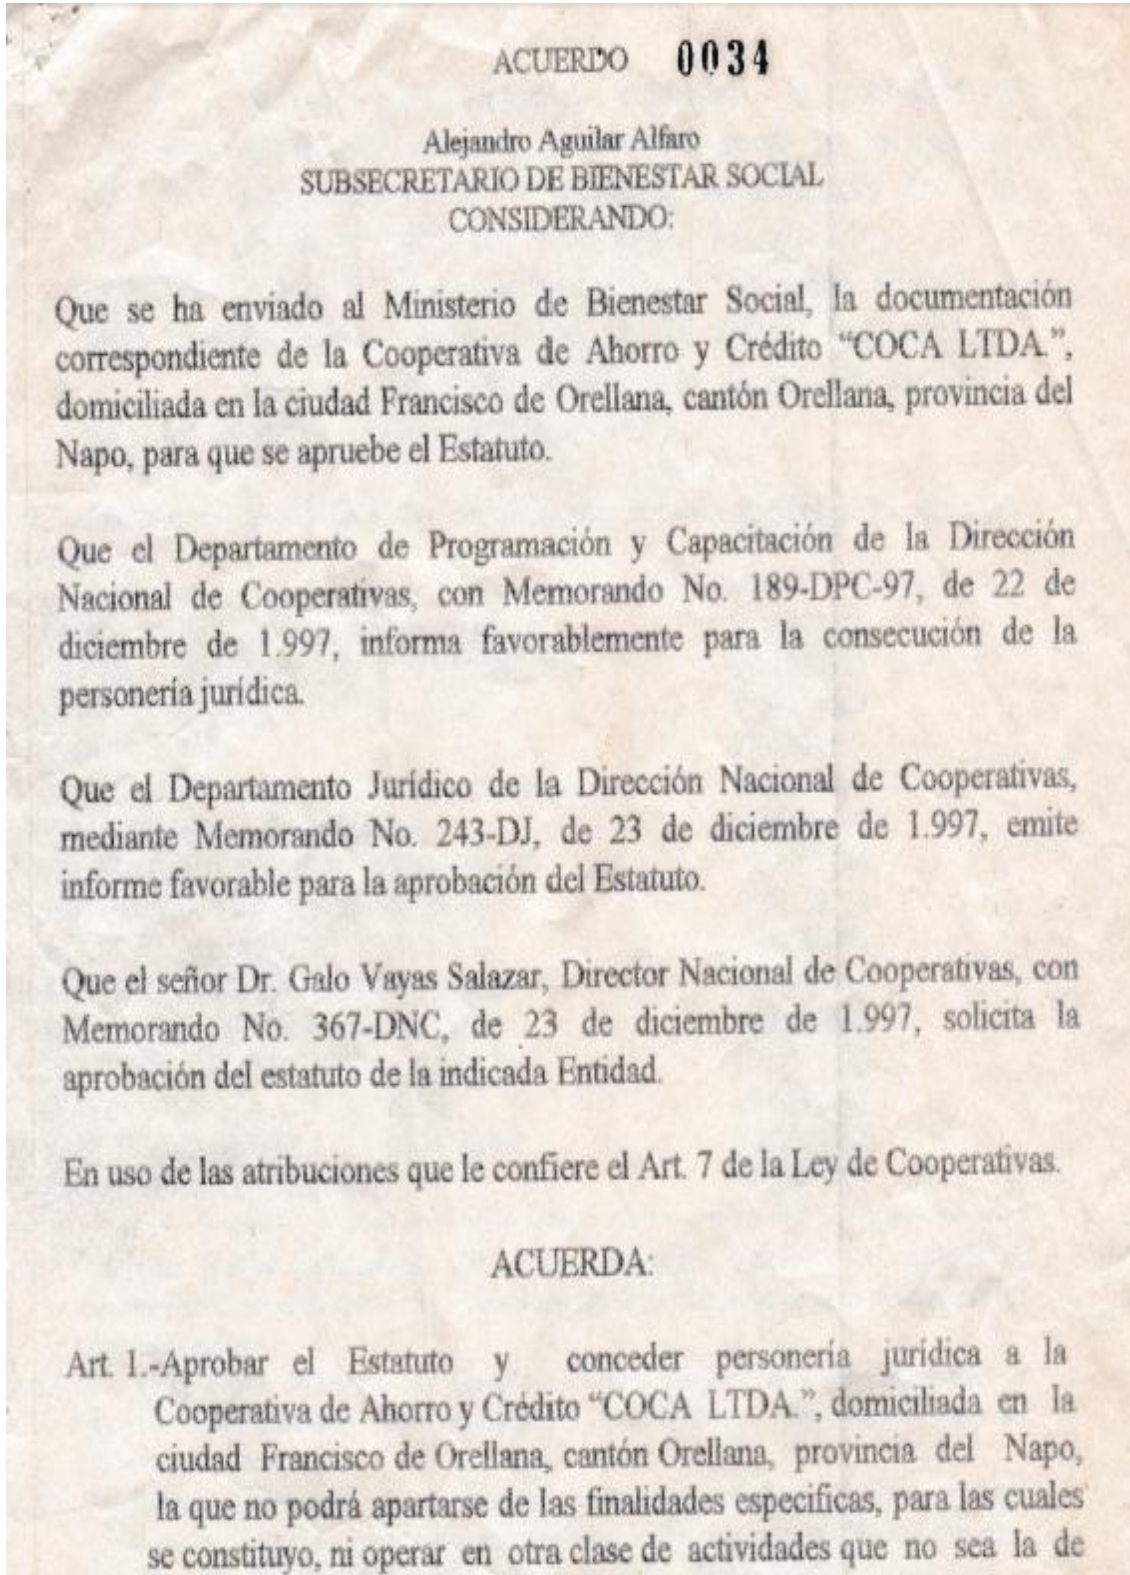 ACUERDO 0034
Alejandro Aguilar Alfaro
SUBSECRETARIO DE BIENESTAR SOCIAL
CONSIDERANDO:
Que se ha enviado al Ministerio de Bienestar Social, la documentación
correspondiente de la Cooperativa de Ahorro y Crédito “COCA LTDA.”,
domiciliada en la ciudad Francisco de Orellana, cantón Orellana, provincia del
Napo, para que se apruebe el Estatuto.
Que el Departamento de Programación y Capacitación de la Dirección
Nacional de Cooperativas, con Memorando No. 189-DPC-97, de 22 de
diciembre de 1.997, informa favorablemente para la consecución de la
personería jurídica.
Que el Departamento Jurídico de la Dirección Nacional de Cooperativas,
mediante Memorando No. 243-DJ, de 23 de diciembre de 1.997, emite
informe favorable para la aprobación del Estatuto.
Que el señor Dr. Galo Vayas Salazar, Director Nacional de Cooperativas, con
Memorando No. 367-DNC, de 23 de diciembre de 1.997, solicita la
aprobación del estatuto de la indicada Entidad.
En uso de las atribuciones que le confiere el Art. 7 de la Ley de Cooperativas.
ACUERDA:
Art. 1.-Aprobar el Estatuto y conceder personería jurídica a la
Cooperativa de Ahorro y Crédito “COCA LTDA.”, domiciliada en la
ciudad Francisco de Orellana, cantón Orellana, provincia del Napo,
la que no podrá apartarse de las finalidades especificas, para las cuales
se constituyo, ni operar en otra clase de actividades que no sea la de